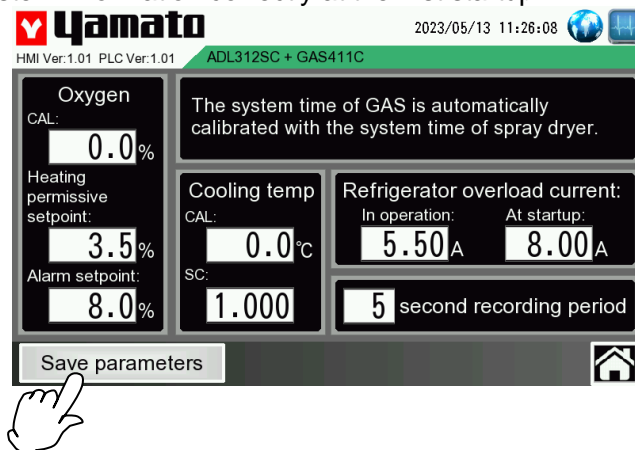 Yamato
2023/05/13 11:26:08
HMI Ver:1.01 PLC Ver:1.01
ADL312SC + GAS411C
Oxygen
CAL:
0.0%
Heating
permissive
setpoint:
3.5%
Alarm setpoint:
8.0%
The system time of GAS is automatically
calibrated with the system time of spray dryer.
Cooling temp
CAL:
0.0℃
SC:
1.000
Refrigerator overload current:
In operation: At startup:
5.50A 8.00A
5 second recording period
Save parameters